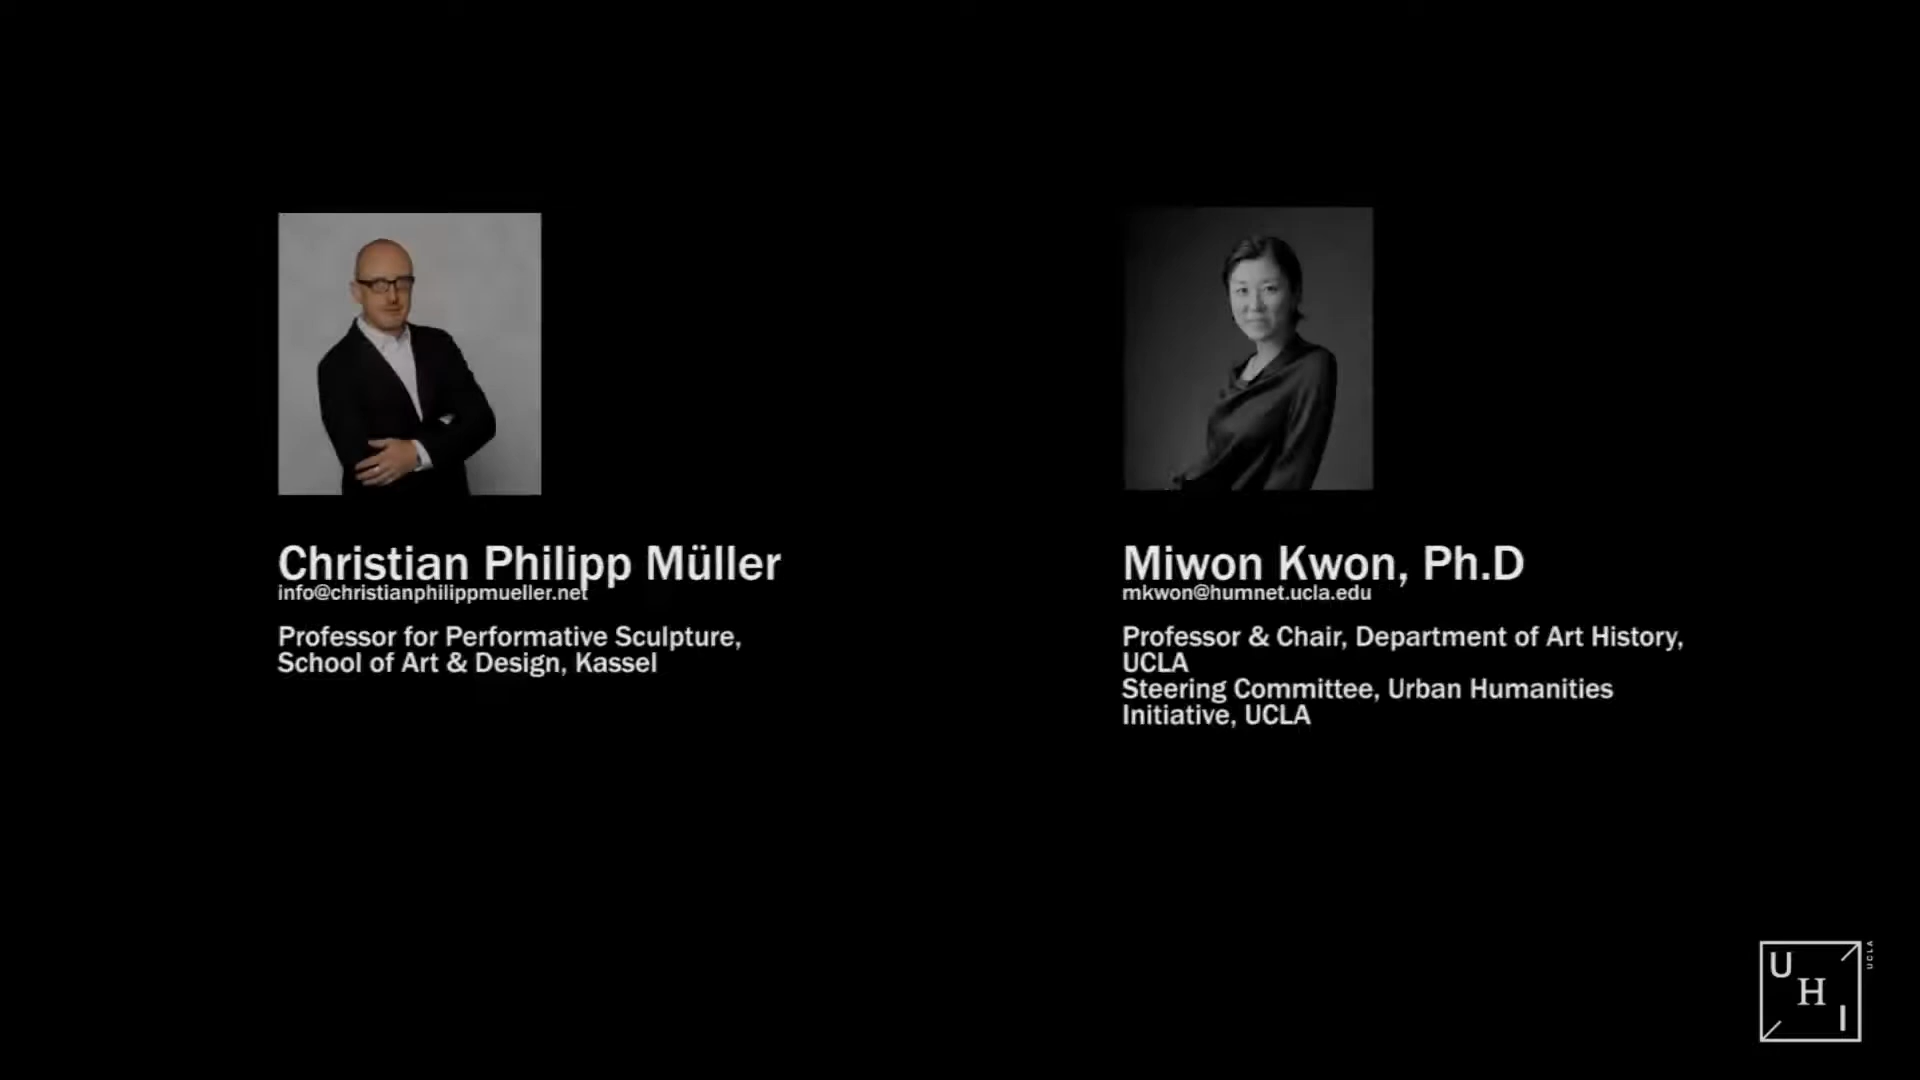 Christian Philipp Müller
info@christianphilippmueller.net
Professor for Performative Sculpture,
School of Art & Design, Kassel
Miwon Kwon, Ph.D
mkwon@humnet.ucla.edu
Professor & Chair, Department of Art History,
UCLA
Steering Committee, Urban Humanities
Initiative, UCLA
U
H
I
UCLA